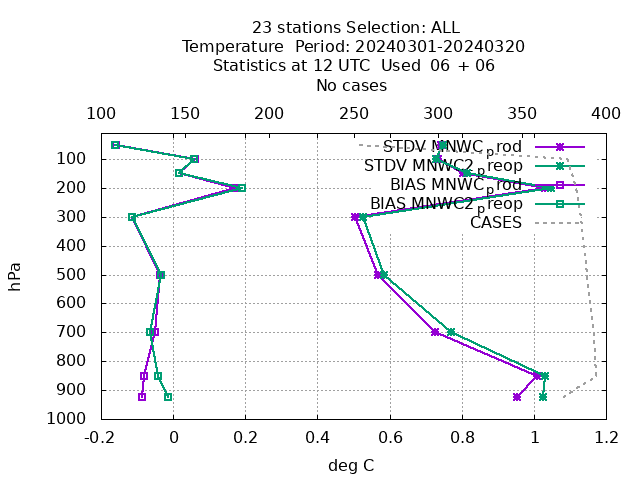 23 stations Selection: ALL
Temperature  Period: 20240301-20240320
Statistics at 12 UTC  Used  06 + 06
No cases
100 150 200 250 300 350 400
STDV MNWC_prod
STDV MNWC2_preop
BIAS MNWC_prod
BIAS MNWC2_preop
CASES
hPa
100
200
300
400
500
600
700
800
900
1000
-0.2 0 0.2 0.4 0.6 0.8 1 1.2
deg C